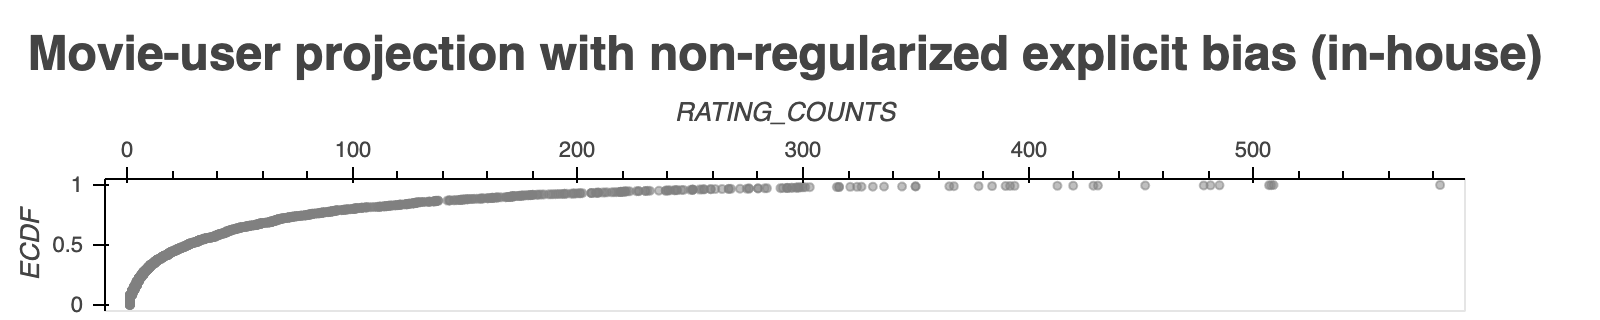 Movie-user projection with non-regularized explicit bias (in-house)
RATING_COUNTS
0 100 200 300 400 500
1
0.5
0
ECDF